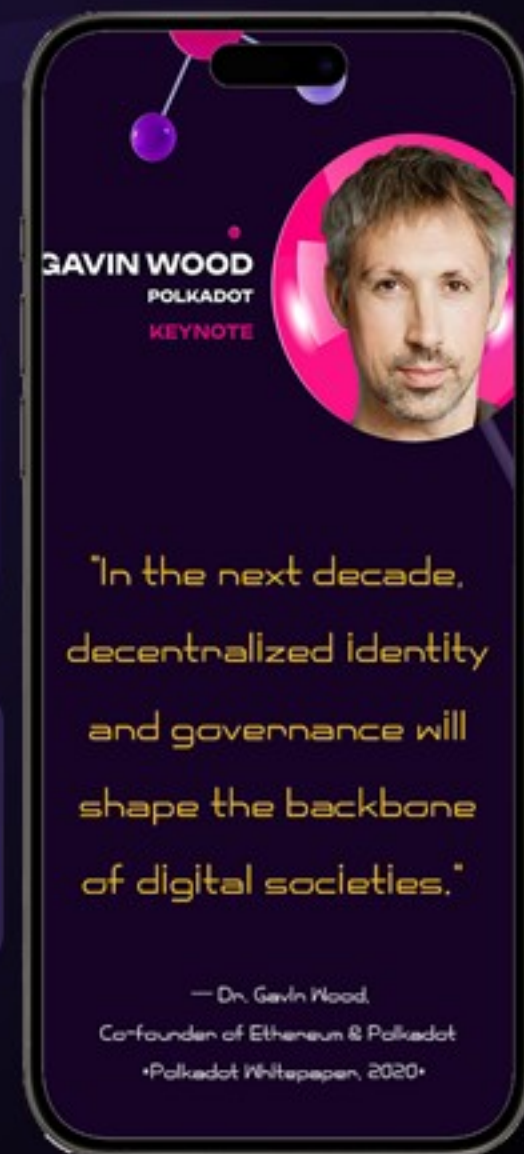 GAVIN WOOD
POLKADOT
KEYNOTE
"In the next decade,
decentralized identity
and governance will
shape the backbone
of digital societies."
— Dr. Gavin Wood,
Co-founder of Ethereum & Polkadot
•Polkadot Whitepaper, 2020•